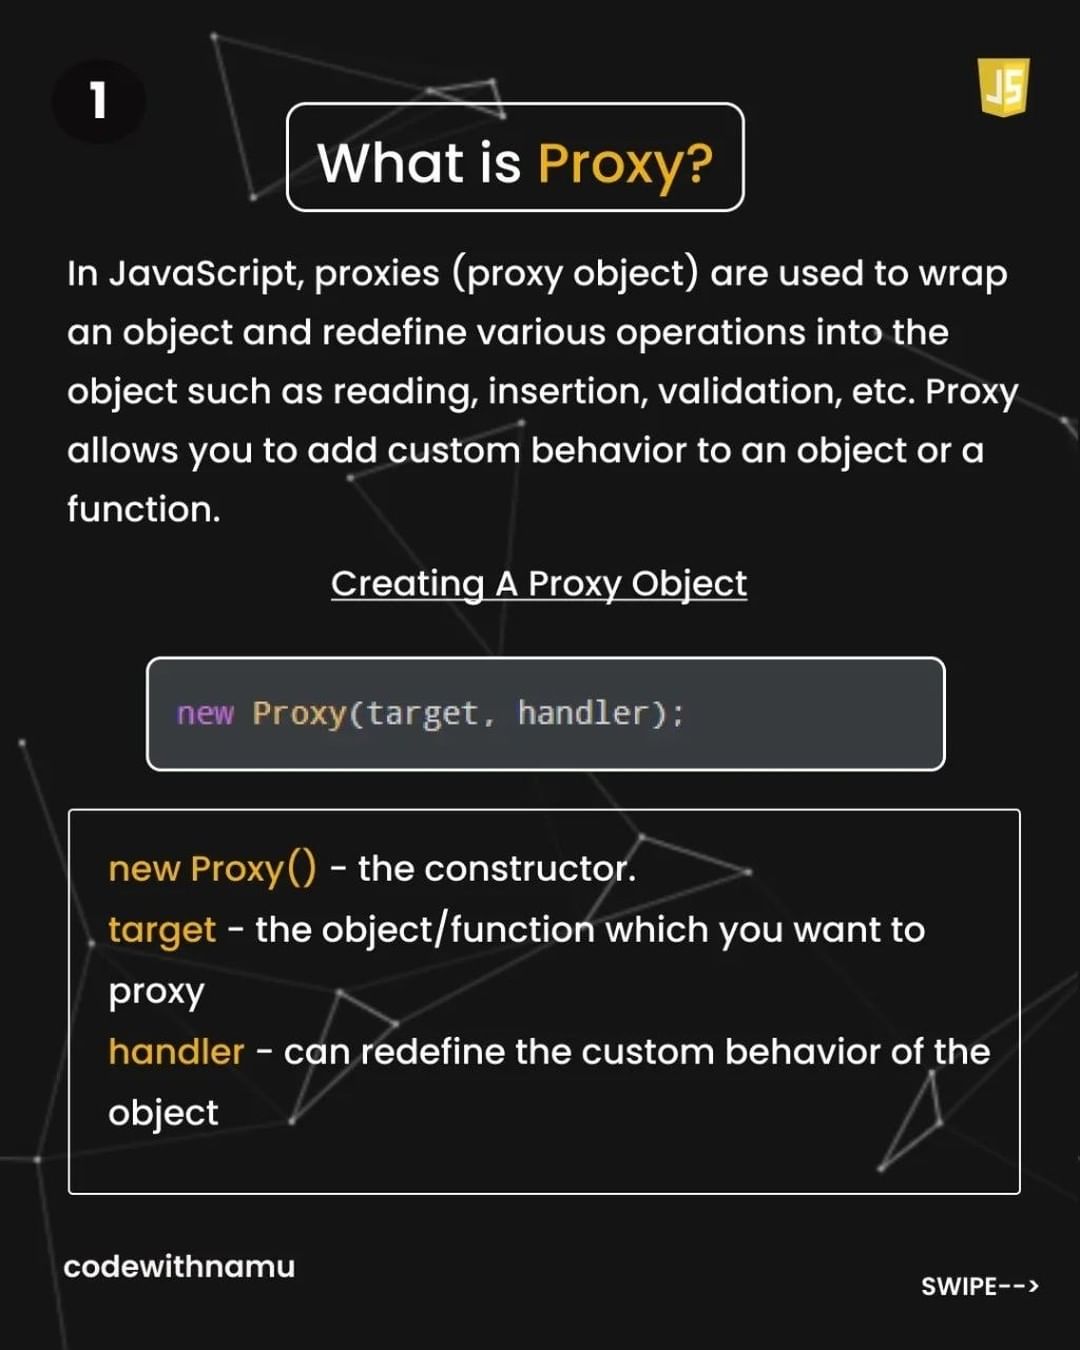 1
JS
What is Proxy?
In JavaScript, proxies (proxy object) are used to wrap
an object and redefine various operations into the
object such as reading, insertion, validation, etc. Proxy
allows you to add custom behavior to an object or a
function.
Creating A Proxy Object
new Proxy(target, handler);
new Proxy() - the constructor.
target - the object/function which you want to
proxy
handler - can redefine the custom behavior of the
object
codewithnamu
SWIPE-->